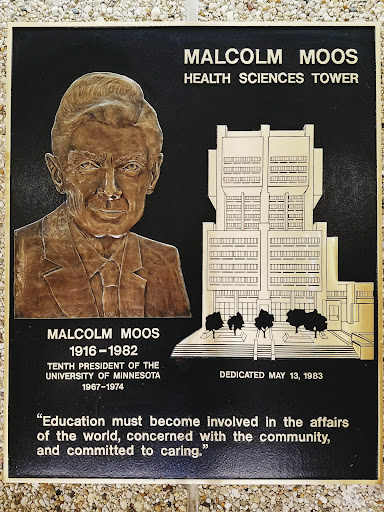 MALCOLM MOOS
HEALTH SCIENCES TOWER
MALCOLM MOOS
1916-1982
TENTH PRESIDENT OF THE
UNIVERSITY OF MINNESOTA
1967-1974
DEDICATED MAY 13, 1983
"Education must become involved in the affairs
of the world, concerned with the community,
and committed to caring."